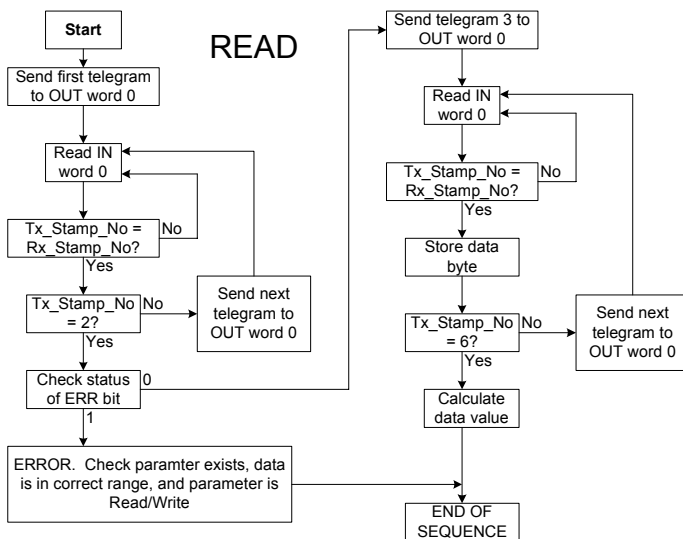 Start
READ
Send first telegram
to OUT word 0
Read IN
word 0
Tx_Stamp_No =
Rx_Stamp_No?
No
Yes
Tx_Stamp_No
= 2?
No
Send next
telegram to
OUT word 0
Yes
Check status
of ERR bit
0
1
ERROR.  Check paramter exists, data
is in correct range, and parameter is
Read/Write
Send telegram 3 to
OUT word 0
Read IN
word 0
Tx_Stamp_No =
Rx_Stamp_No?
No
Yes
Store data
byte
Tx_Stamp_No
= 6?
No
Send next
telegram to
OUT word 0
Yes
Calculate
data value
END OF
SEQUENCE